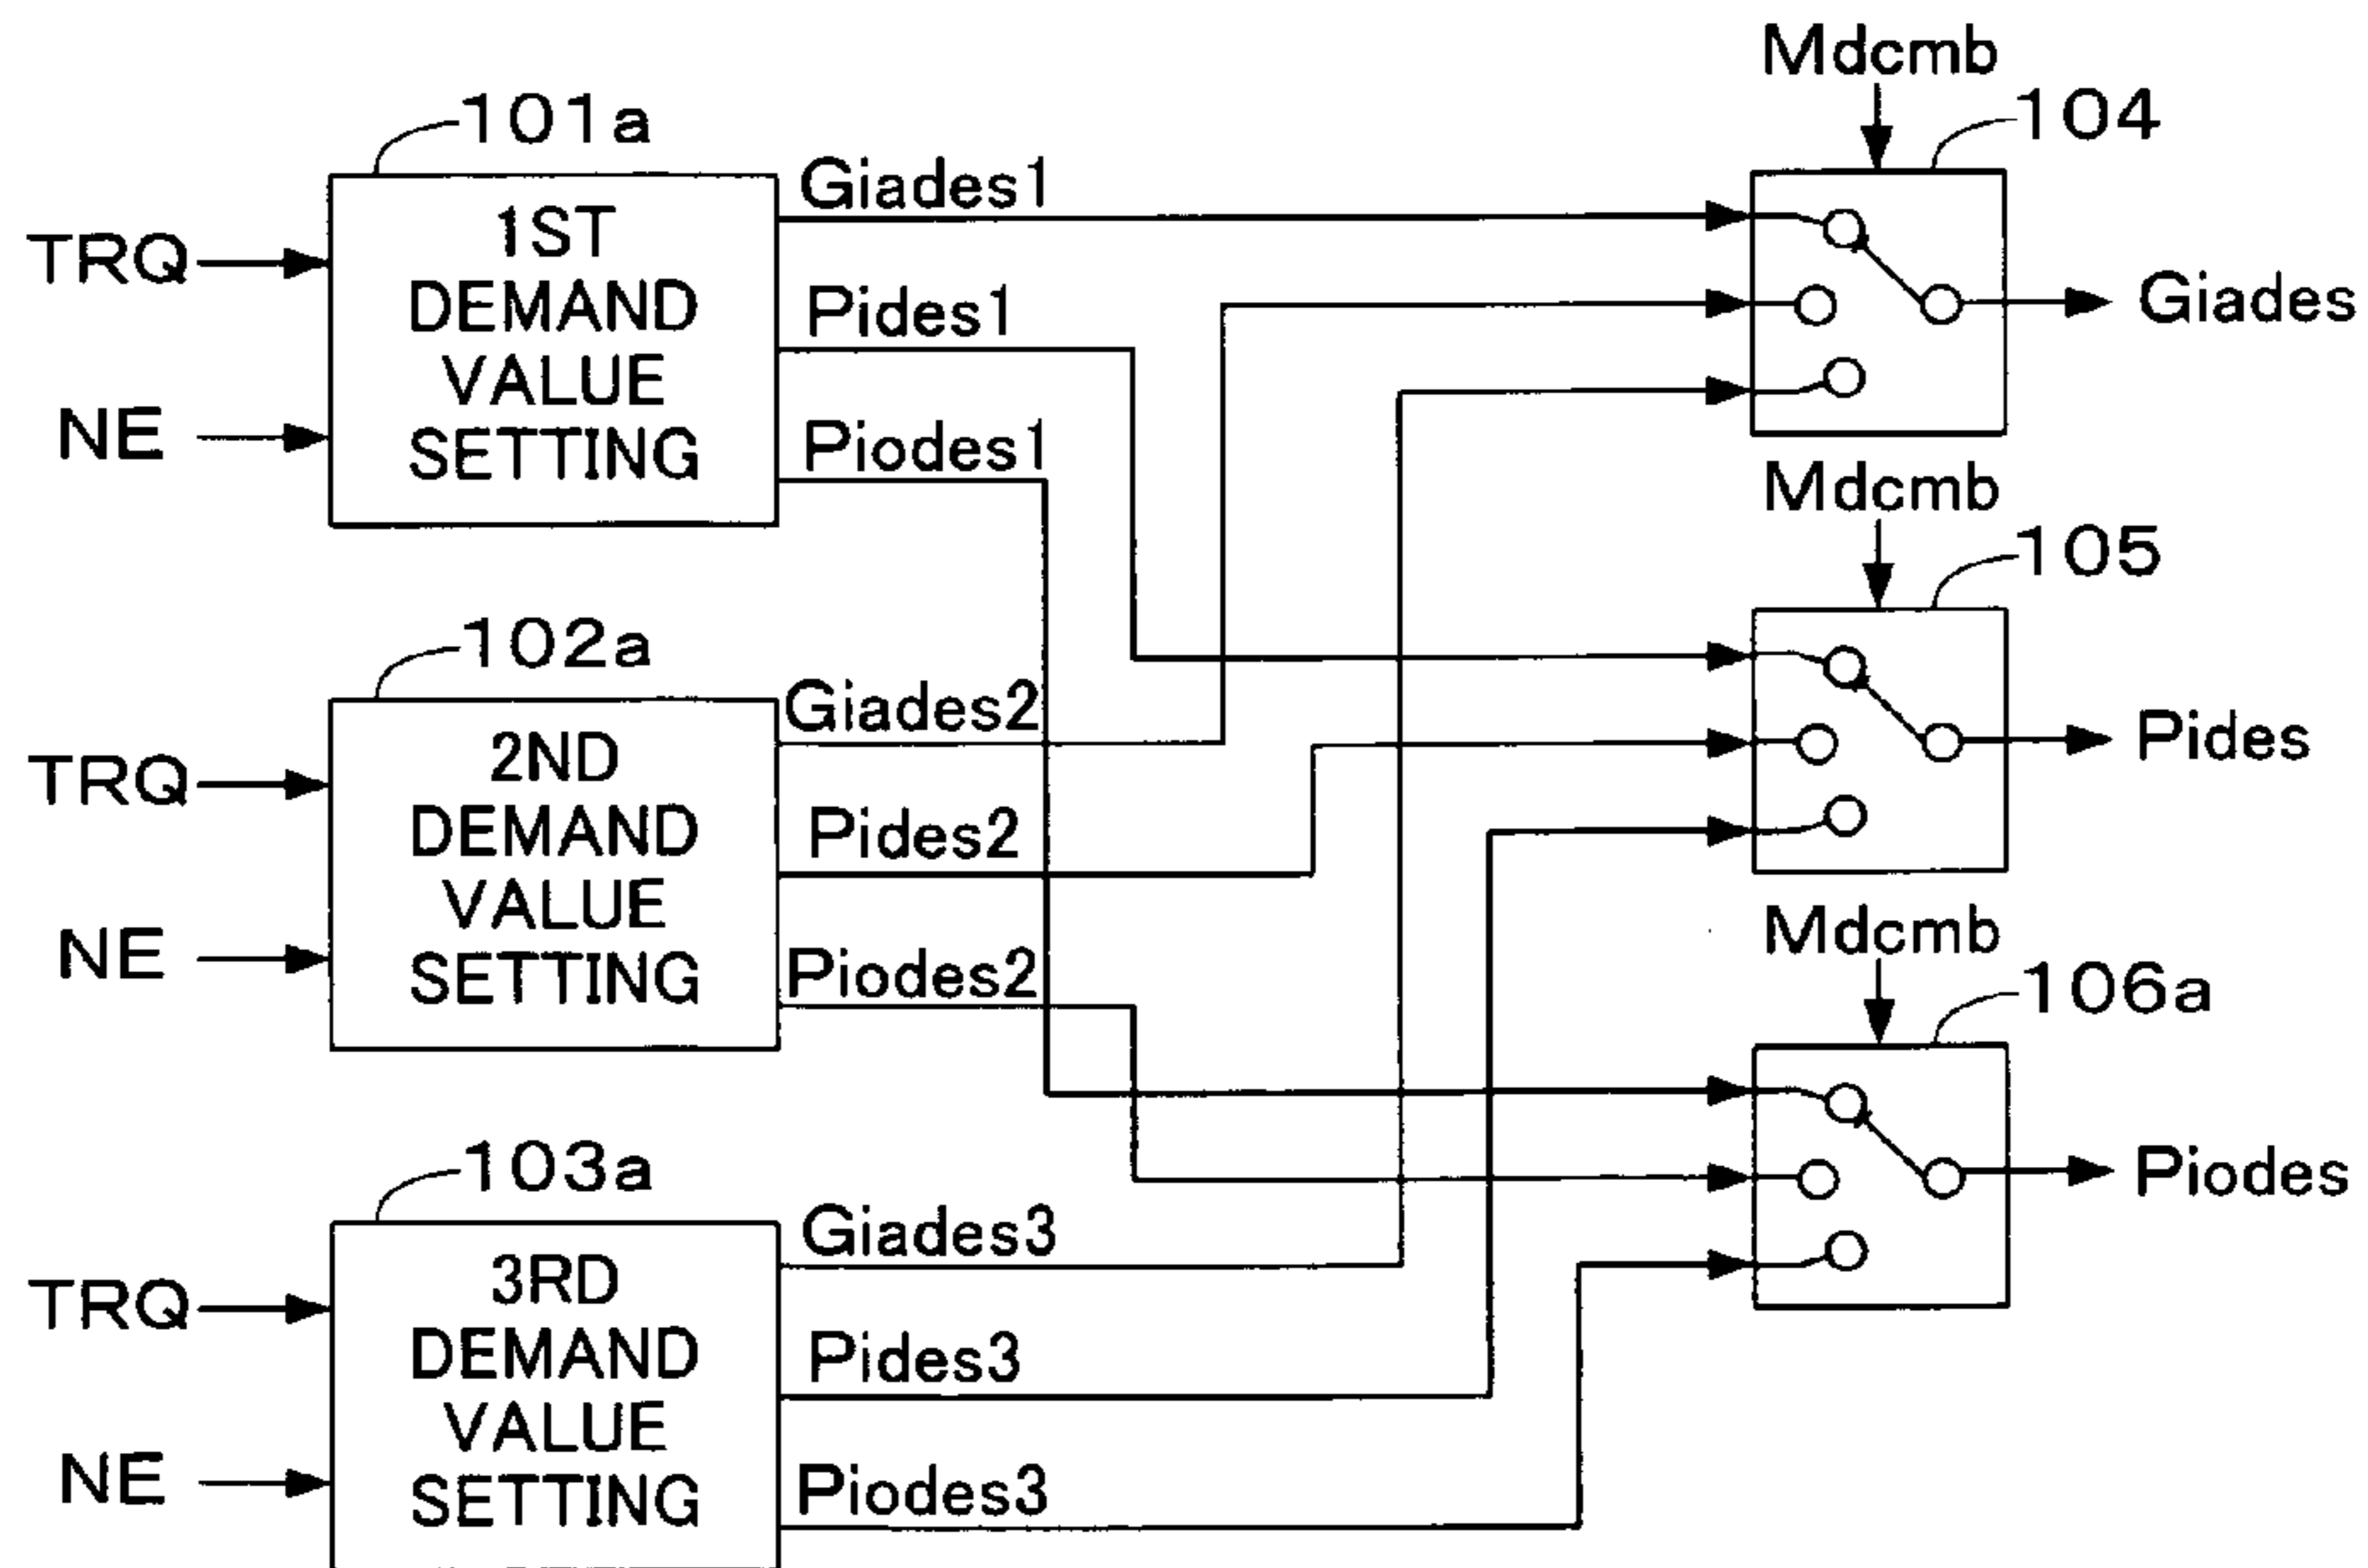 Mdcmb
104
101a
1ST
DEMAND
VALUE
SETTING
TRQ
NE
Giades1
Pides1
Piodes1
Giades
Mdcmb
105
102a
2ND
DEMAND
VALUE
SETTING
TRQ
NE
Giades2
Pides2
Piodes2
Pides
Mdcmb
106a
103a
3RD
DEMAND
VALUE
SETTING
TRQ
NE
Giades3
Pides3
Piodes3
Piodes